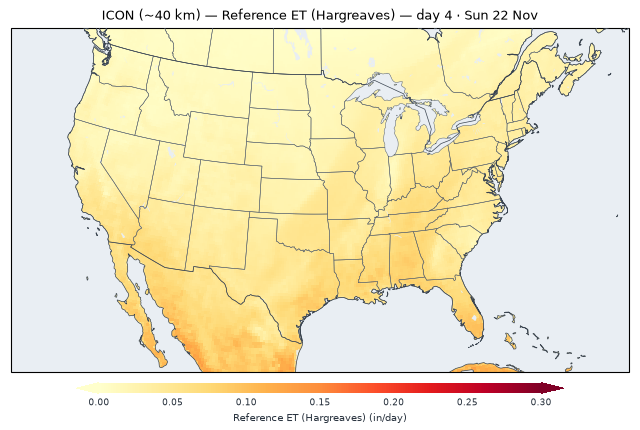 ICON (~40 km) — Reference ET (Hargreaves) — day 4 · Sun 22 Nov
0.00 0.05 0.10 0.15 0.20 0.25 0.30
Reference ET (Hargreaves) (in/day)